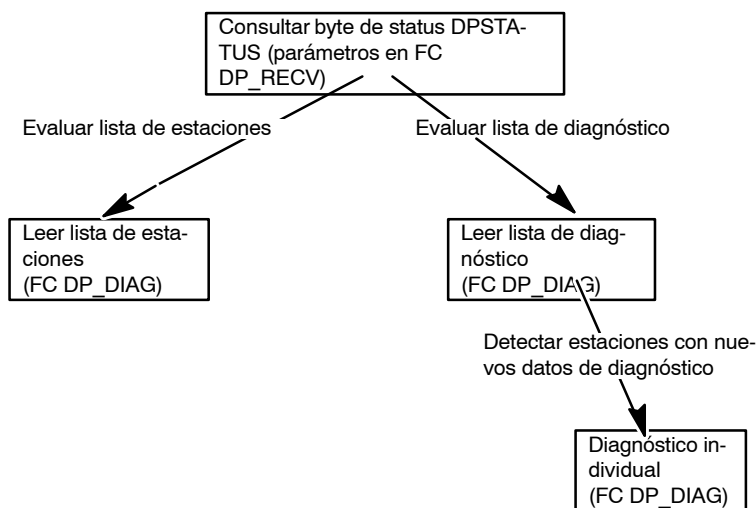 Consultar byte de status DPSTA-
TUS (parámetros en FC
DP_RECV)
Evaluar lista de estaciones
Evaluar lista de diagnóstico
Leer lista de esta-
ciones
(FC DP_DIAG)
Leer lista de diag-
nóstico
(FC DP_DIAG)
Detectar estaciones con nue-
vos datos de diagnóstico
Diagnóstico in-
dividual
(FC DP_DIAG)